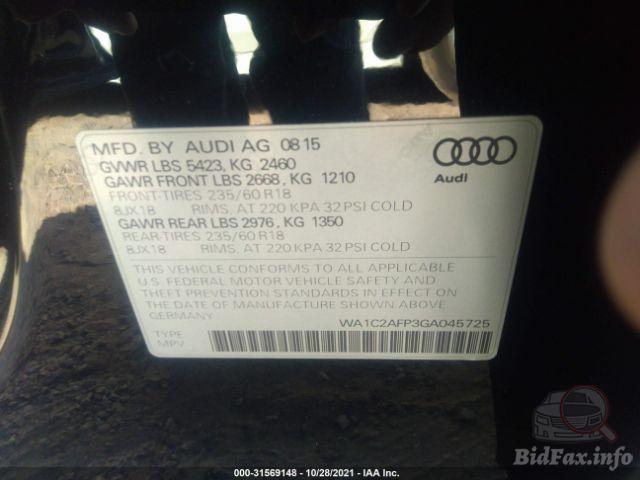 MFD. BY AUDI AG 08 15
GVWR LBS 5423, KG 2460
GAWR FRONT LBS 2668, KG 1210
FRONT-TIRES 235/60 R18
8JX18 RIMS, AT 220 KPA 32 PSI COLD
GAWR REAR LBS 2976, KG 1350
REAR-TIRES 235/60 R18
8JX18 RIMS, AT 220 KPA 32 PSI COLD
Audi
THIS VEHICLE CONFORMS TO ALL APPLICABLE
U.S. FEDERAL MOTOR VEHICLE SAFETY AND
THEFT PREVENTION STANDARDS IN EFFECT ON
THE DATE OF MANUFACTURE SHOWN ABOVE.
GERMANY
WA1C2AFP3GA045725
TYPE
MPV
BidFax.info
000-31569148 - 10/28/2021 - IAA Inc.